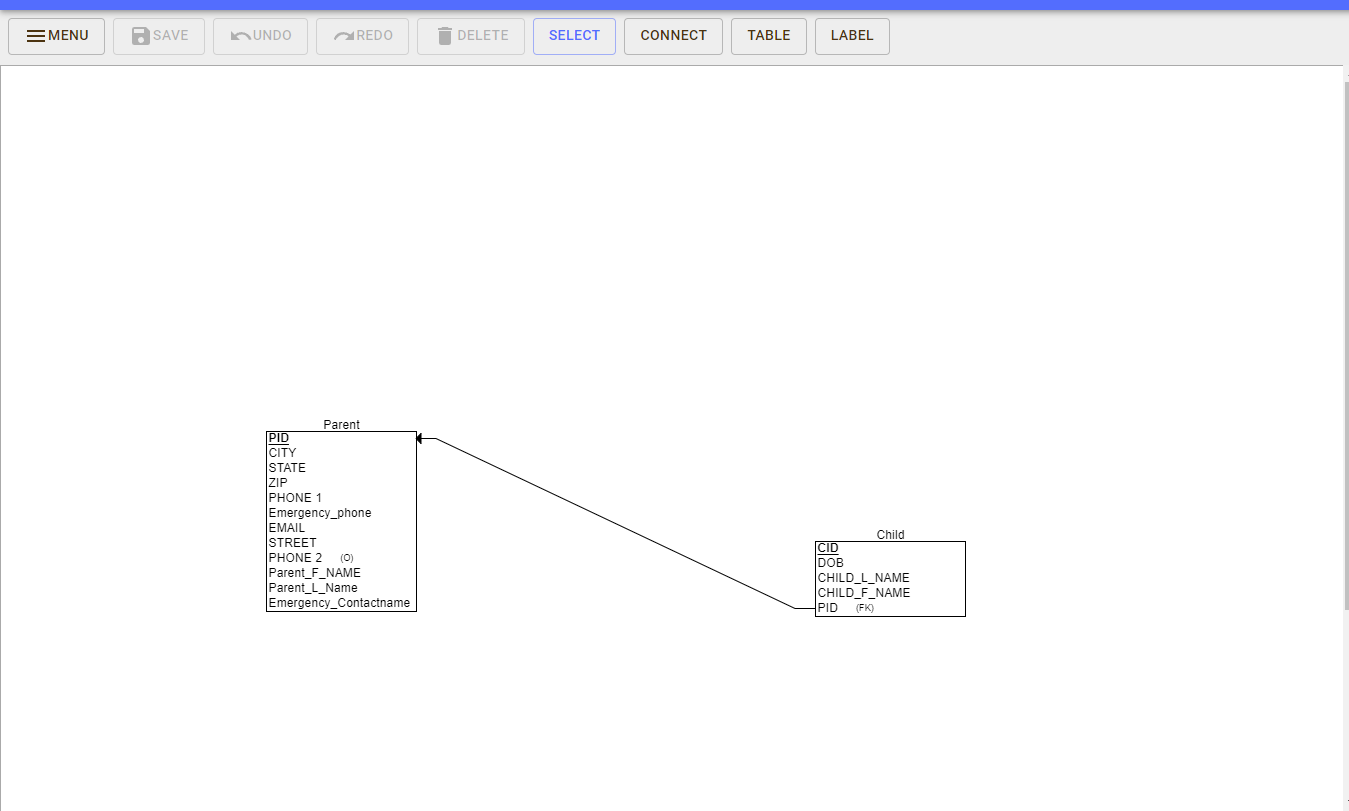 MENU SAVE UNDO REDO DELETE SELECT CONNECT TABLE LABEL
Parent
PID
CITY
STATE
ZIP
PHONE 1
Emergency_phone
EMAIL
STREET
PHONE 2 (O)
Parent_F_NAME
Parent_L_Name
Emergency_Contactname
Child
CID
DOB
CHILD_L_NAME
CHILD_F_NAME
PID (FK)